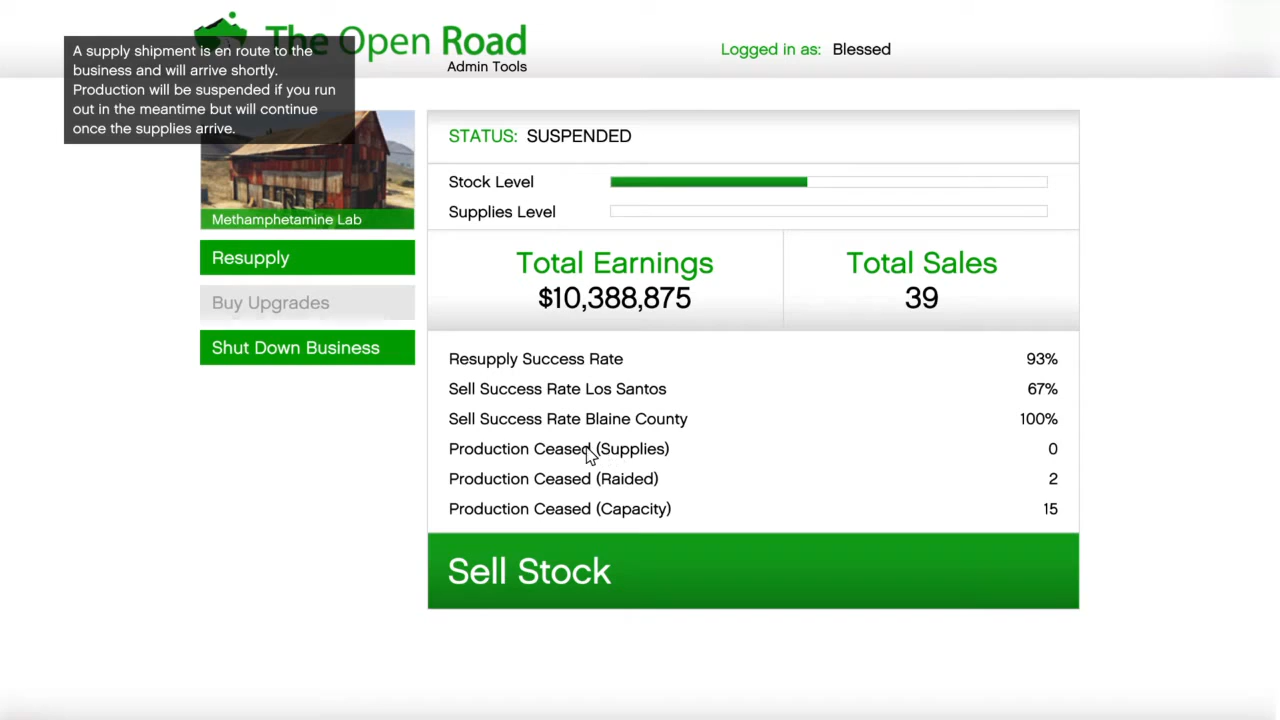 The Open Road
Admin Tools
Logged in as: Blessed
A supply shipment is en route to the
business and will arrive shortly.
Production will be suspended if you run
out in the meantime but will continue
once the supplies arrive.
Methamphetamine Lab
Resupply
Buy Upgrades
Shut Down Business
STATUS: SUSPENDED
Stock Level
Supplies Level
Total Earnings
$10,388,875
Total Sales
39
Resupply Success Rate 93%
Sell Success Rate Los Santos 67%
Sell Success Rate Blaine County 100%
Production Ceased (Supplies) 0
Production Ceased (Raided) 2
Production Ceased (Capacity) 15
Sell Stock